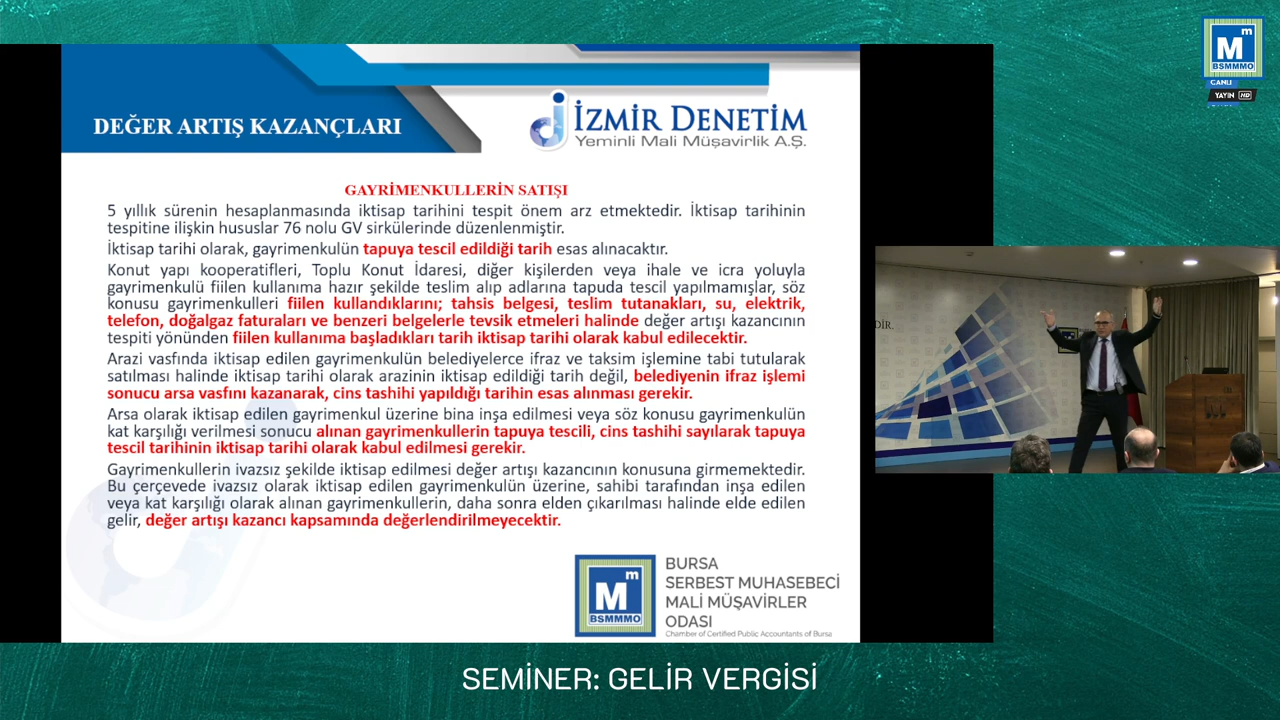 M m
BSMMMO
CANLI
YAYIN HD
DEĞER ARTIŞ KAZANÇLARI
İZMİR DENETİM
Yeminli Mali Müşavirlik A.Ş.
GAYRİMENKULLERİN SATIŞI
5 yıllık sürenin hesaplanmasında iktisap tarihini tespit önem arz etmektedir. İktisap tarihinin
tespitine ilişkin hususlar 76 nolu GV sirkülerinde düzenlenmiştir.
İktisap tarihi olarak, gayrimenkulün tapuya tescil edildiği tarih esas alınacaktır.
Konut yapı kooperatifleri, Toplu Konut İdaresi, diğer kişilerden veya ihale ve icra yoluyla
gayrimenkulü fiilen kullanıma hazır şekilde teslim alıp adlarına tapuda tescil yapılmamışlar, söz
konusu gayrimenkulleri fiilen kullandıklarını; tahsis belgesi, teslim tutanakları, su, elektrik,
telefon, doğalgaz faturaları ve benzeri belgelerle tevsik etmeleri halinde değer artışı kazancının
tespiti yönünden fiilen kullanıma başladıkları tarih iktisap tarihi olarak kabul edilecektir.
Arazi vasfında iktisap edilen gayrimenkulün belediyelerce ifraz ve taksim işlemine tabi tutularak
satılması halinde iktisap tarihi olarak arazinin iktisap edildiği tarih değil, belediyenin ifraz işlemi
sonucu arsa vasfını kazanarak, cins tashihi yapıldığı tarihin esas alınması gerekir.
Arsa olarak iktisap edilen gayrimenkul üzerine bina inşa edilmesi veya söz konusu gayrimenkulün
kat karşılığı verilmesi sonucu alınan gayrimenkullerin tapuya tescili, cins tashihi sayılarak tapuya
tescil tarihinin iktisap tarihi olarak kabul edilmesi gerekir.
Gayrimenkullerin ivazsız şekilde iktisap edilmesi değer artışı kazancının konusuna girmemektedir.
Bu çerçevede ivazsız olarak iktisap edilen gayrimenkulün üzerine, sahibi tarafından inşa edilen
veya kat karşılığı olarak alınan gayrimenkullerin, daha sonra elden çıkarılması halinde elde edilen
gelir, değer artışı kazancı kapsamında değerlendirilmeyecektir.
DİR.
M m
BSMMMO
BURSA
SERBEST MUHASEBECİ
MALİ MÜŞAVİRLER
ODASI
Chamber of Certified Public Accountants of Bursa
SEMİNER: GELİR VERGİSİ